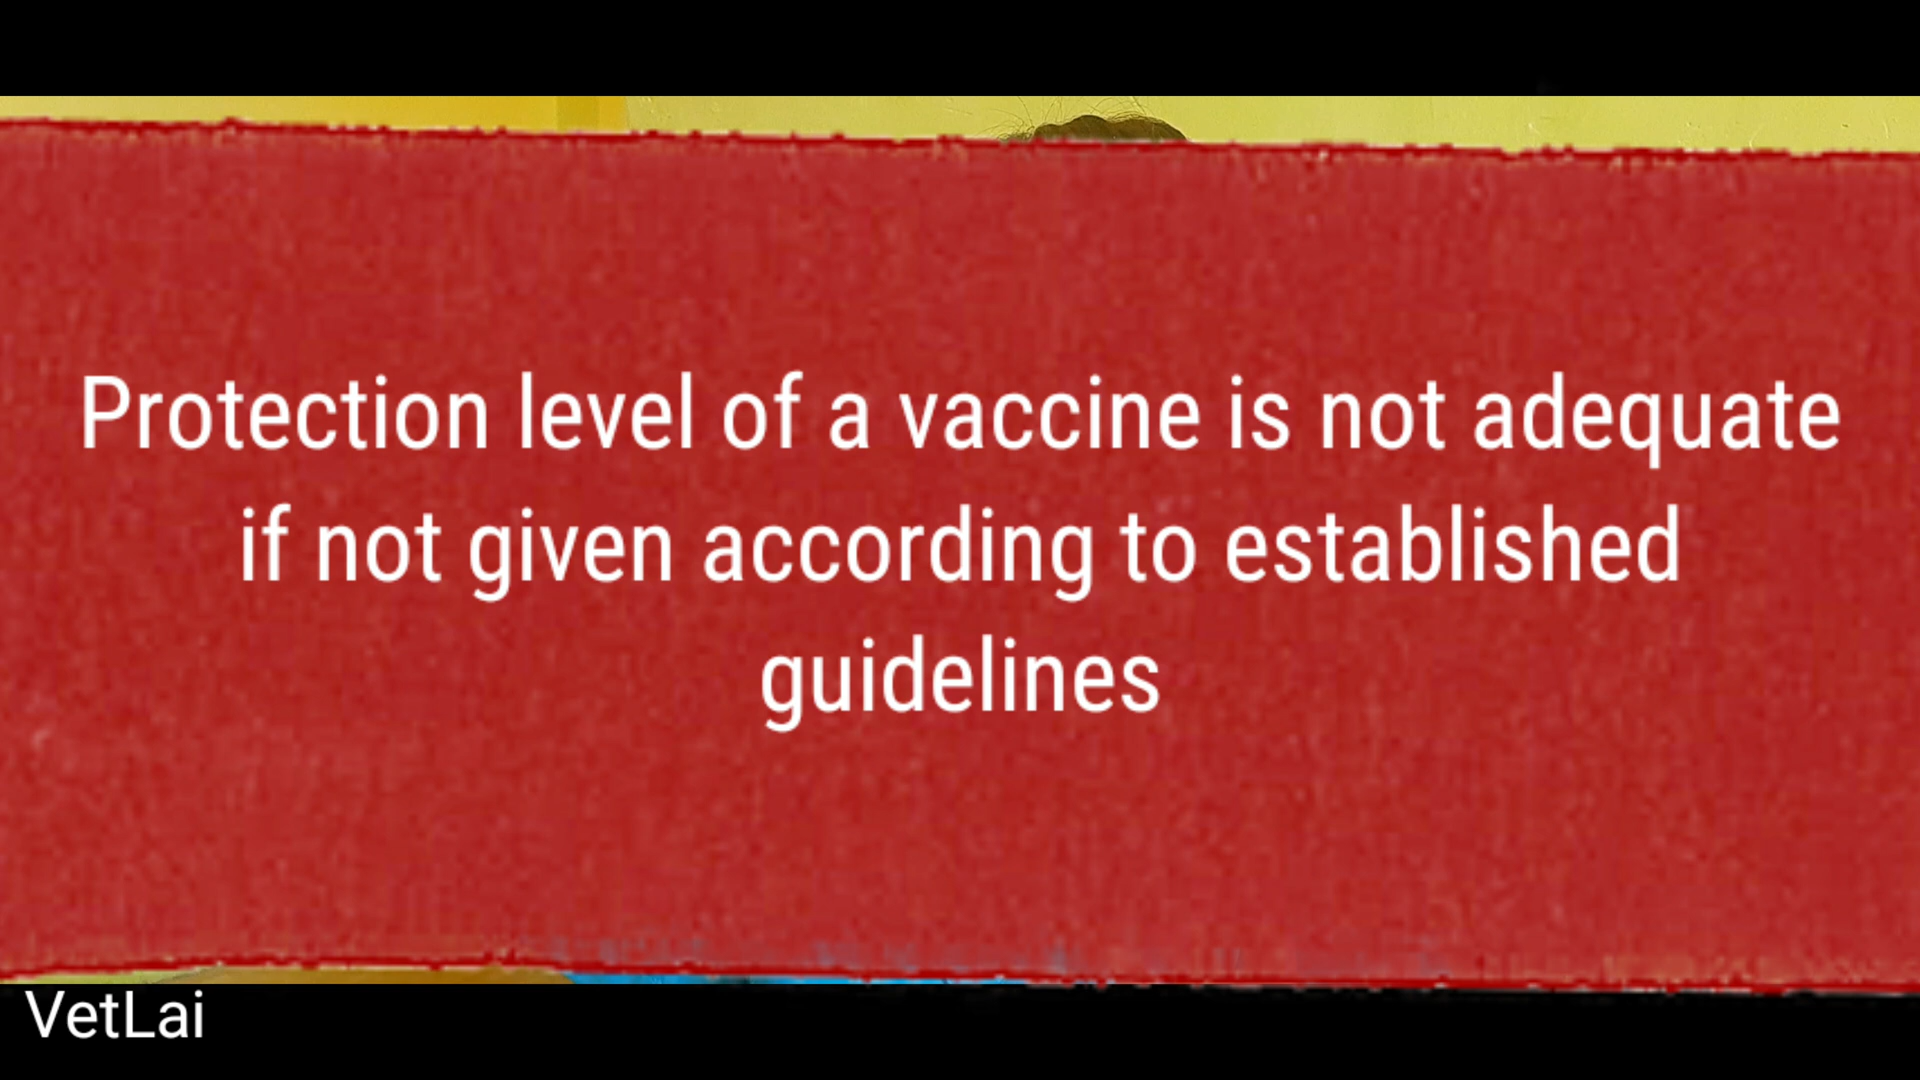 Protection level of a vaccine is not adequate
if not given according to established
guidelines
VetLai